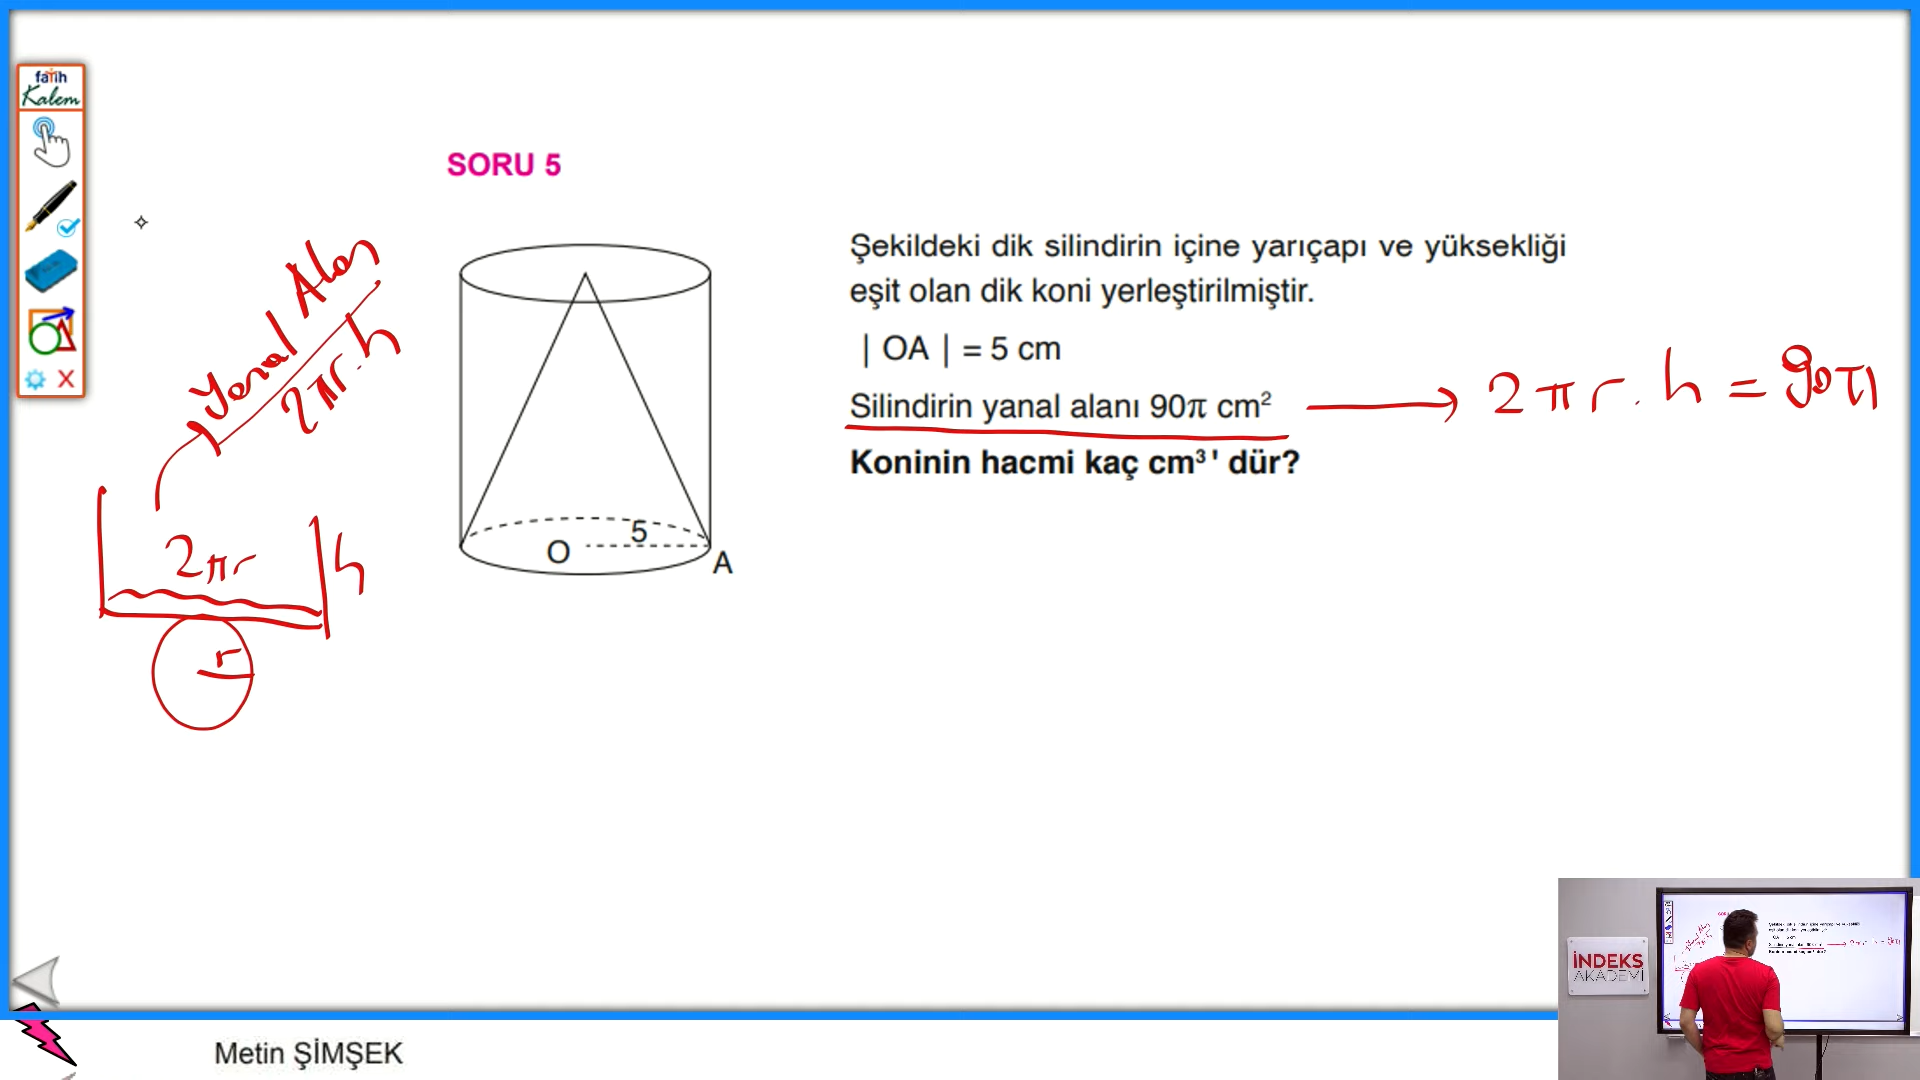 fatih
Kalem
SORU 5
Şekildeki dik silindirin içine yarıçapı ve yüksekliği
eşit olan dik koni yerleştirilmiştir.
| OA | = 5 cm
Silindirin yanal alanı 90π cm² → 2πr.h = 90π
Koninin hacmi kaç cm³' dür?
Yanal Alan
2πr.h
2πr
h
r
5
O
A
İNDEKS
AKADEMİ
Metin ŞİMŞEK